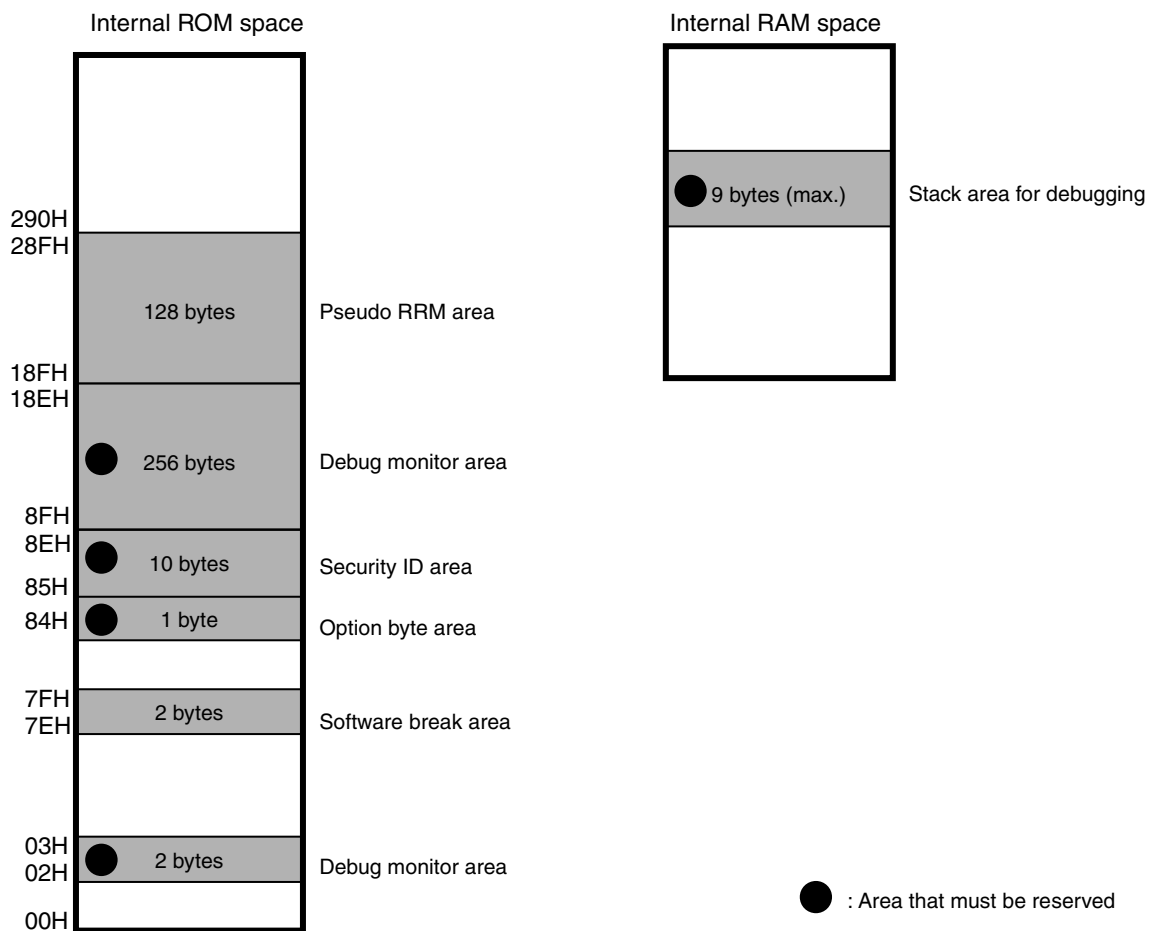 Internal ROM space
290H
28FH
128 bytes
Pseudo RRM area
18FH
18EH
256 bytes
Debug monitor area
8FH
8EH
10 bytes
Security ID area
85H
84H
1 byte
Option byte area
7FH
7EH
2 bytes
Software break area
03H
02H
2 bytes
Debug monitor area
00H
Internal RAM space
9 bytes (max.)
Stack area for debugging
: Area that must be reserved